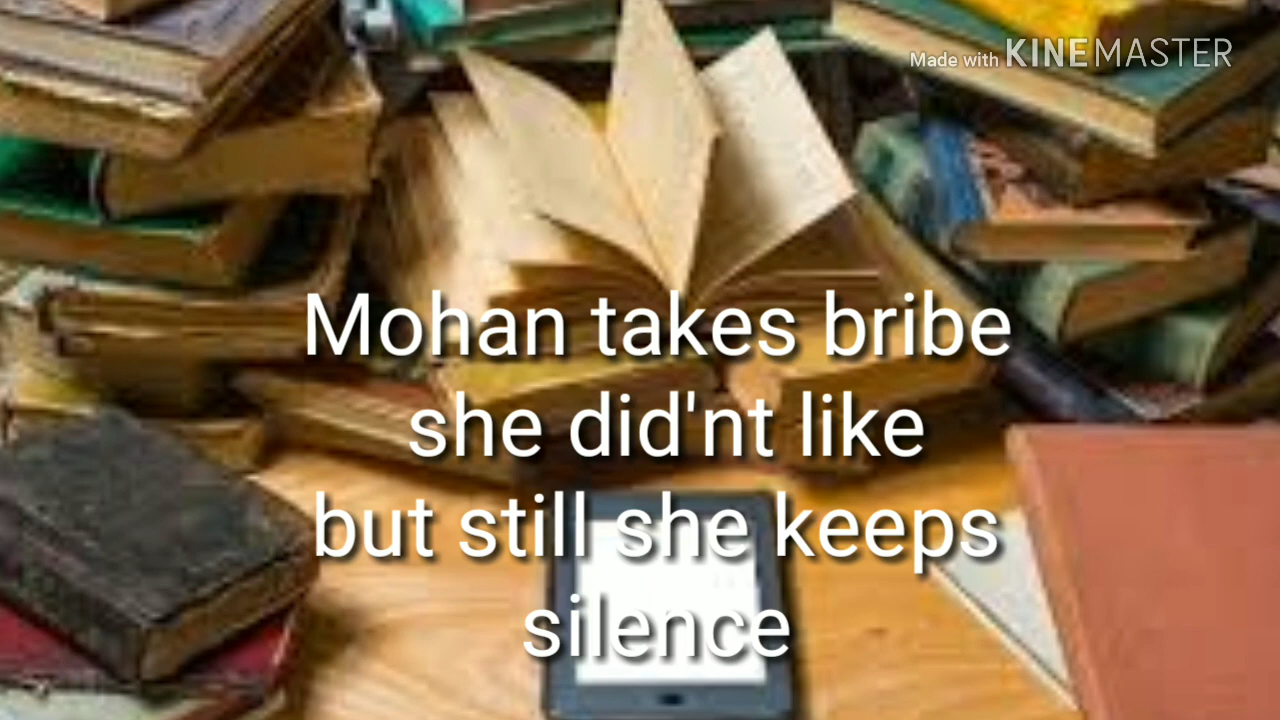 Made with KINEMASTER
Mohan takes bribe
she did'nt like
but still she keeps
silence